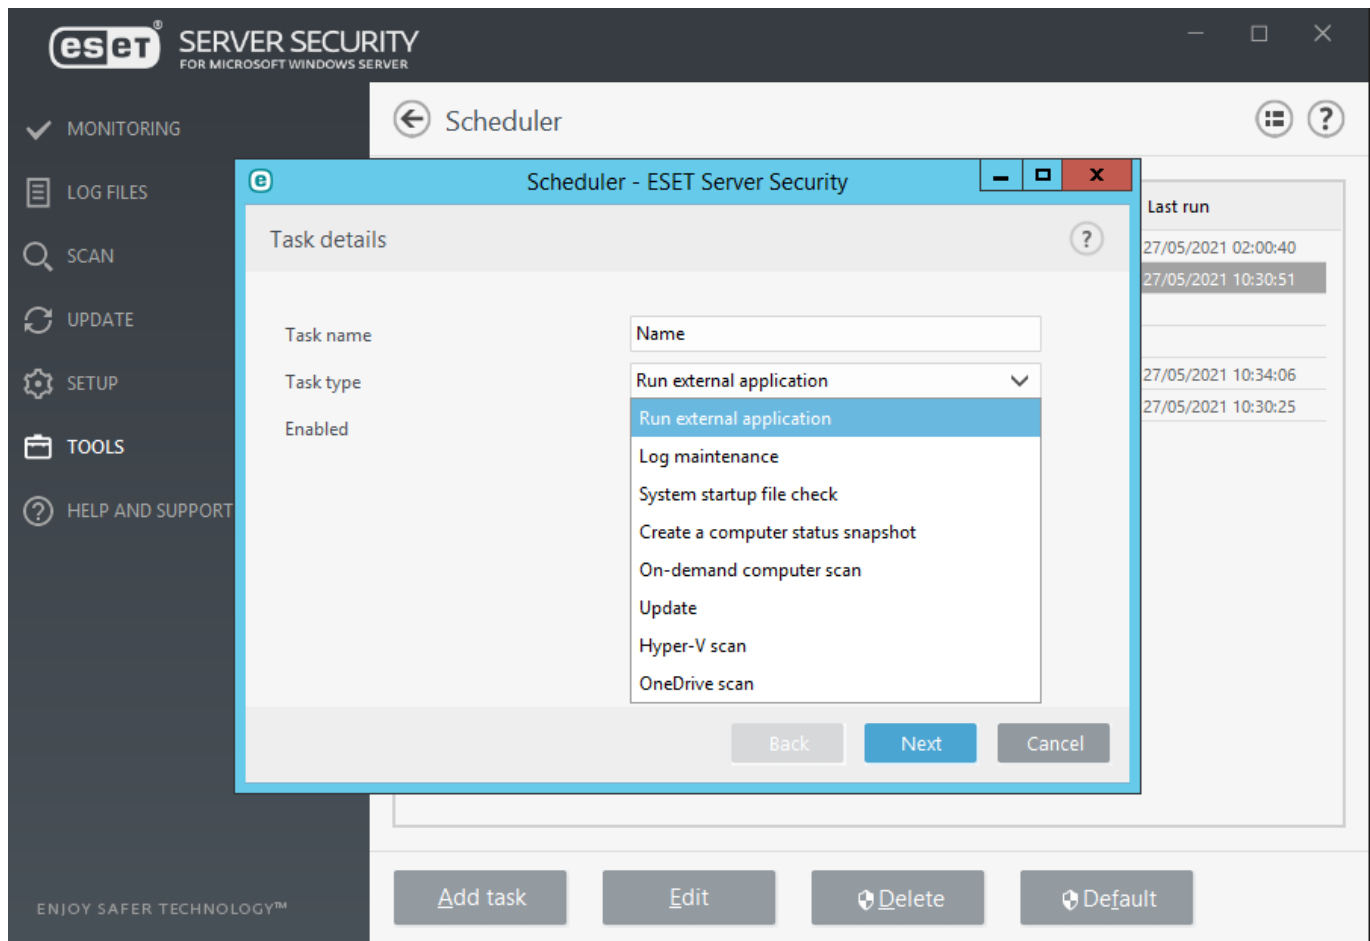 eset® SERVER SECURITY
FOR MICROSOFT WINDOWS SERVER
MONITORING
LOG FILES
SCAN
UPDATE
SETUP
TOOLS
HELP AND SUPPORT
ENJOY SAFER TECHNOLOGY™
Scheduler
?
Last run
27/05/2021 02:00:40
27/05/2021 10:30:51
27/05/2021 10:34:06
27/05/2021 10:30:25
e
Scheduler - ESET Server Security
Task details
?
Task name
Name
Task type
Run external application
Enabled
Run external application
Log maintenance
System startup file check
Create a computer status snapshot
On-demand computer scan
Update
Hyper-V scan
OneDrive scan
Back Next Cancel
Add task Edit Delete Default